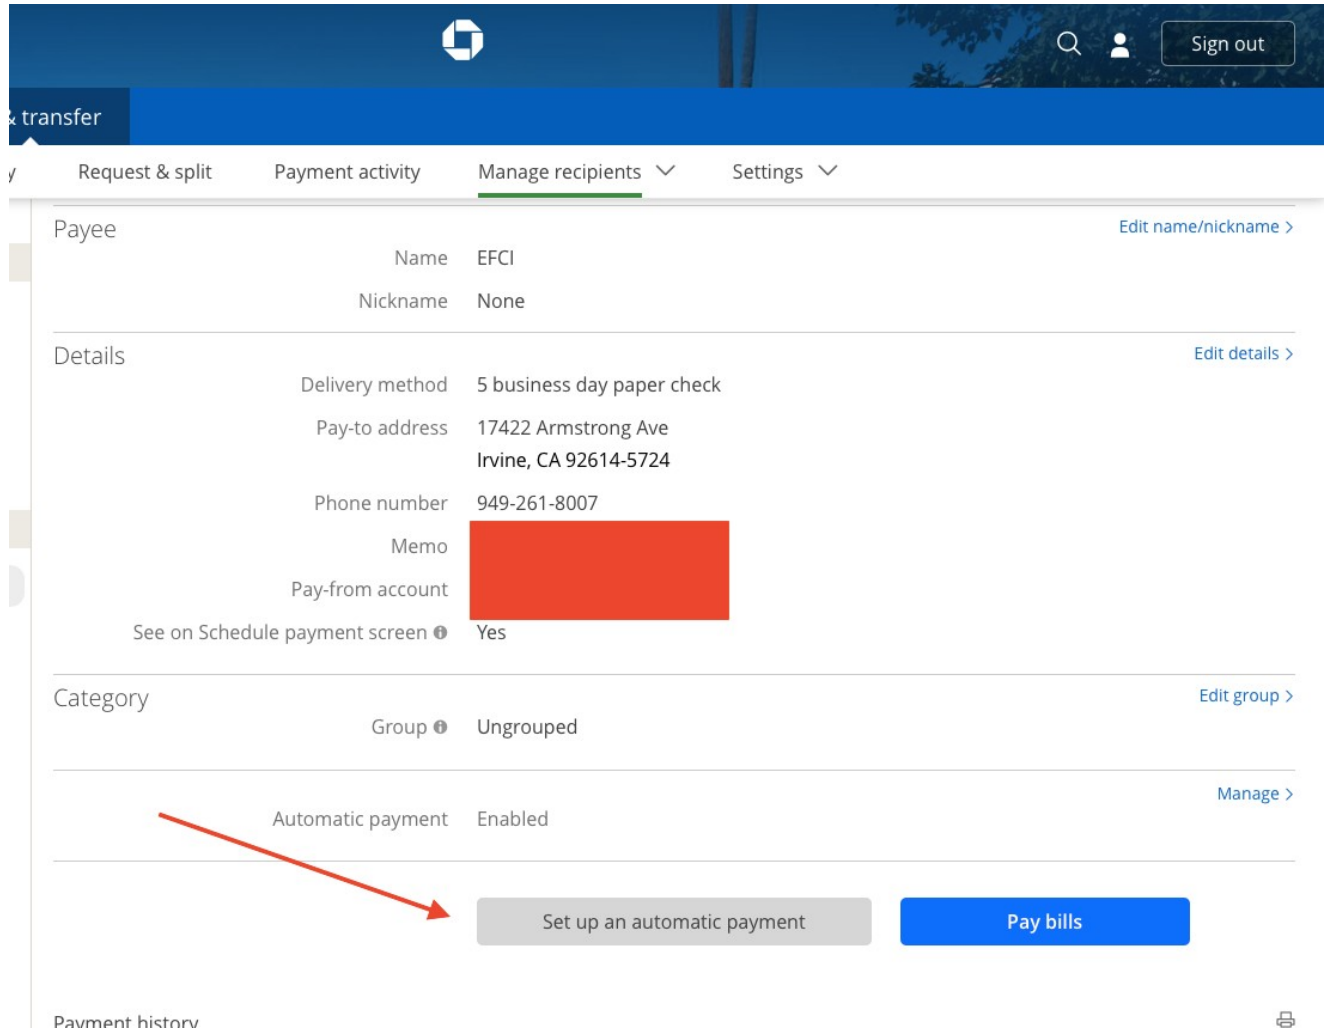 Sign out
& transfer
y Request & split Payment activity Manage recipients Settings
Payee Edit name/nickname >
Name EFCI
Nickname None
Details Edit details >
Delivery method 5 business day paper check
Pay-to address 17422 Armstrong Ave
Irvine, CA 92614-5724
Phone number 949-261-8007
Memo
Pay-from account
See on Schedule payment screen Yes
Category Edit group >
Group Ungrouped
Manage >
Automatic payment Enabled
Set up an automatic payment Pay bills
Payment history